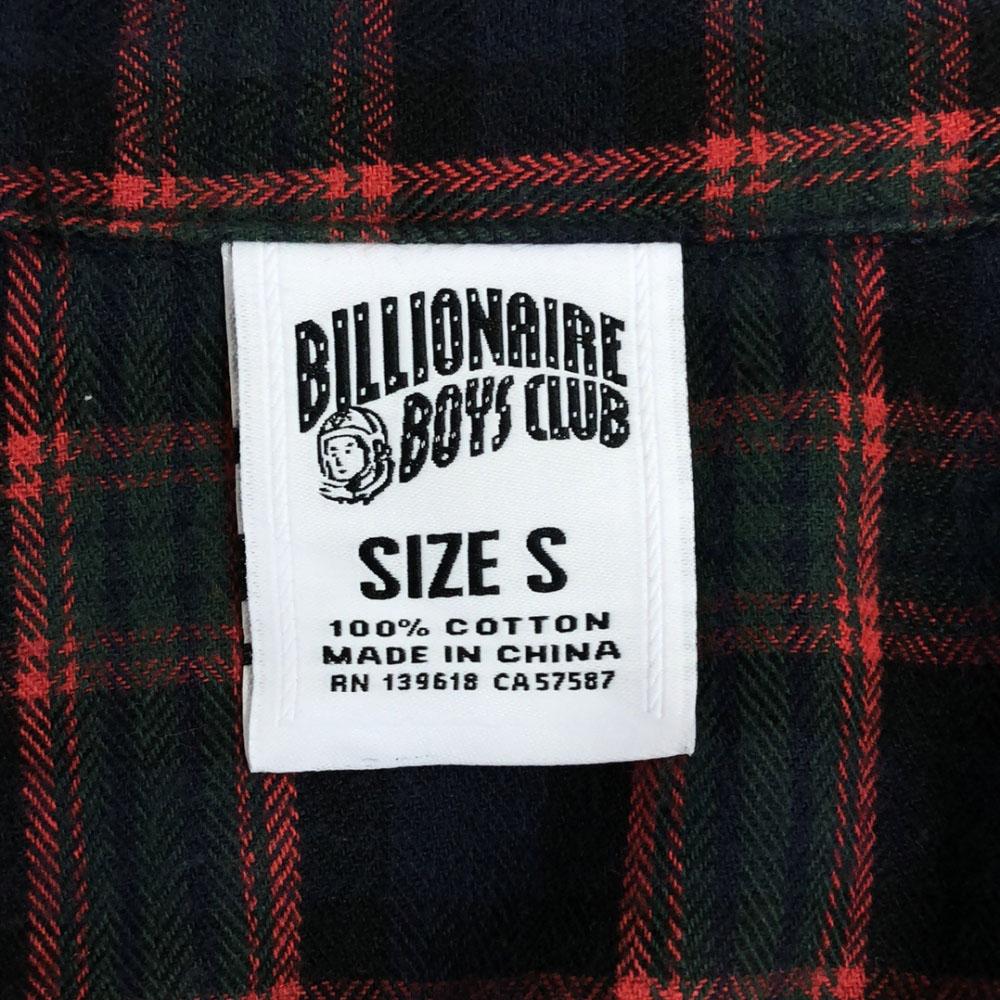 BILLIONAIRE
BOYS CLUB
SIZE S
100% COTTON
MADE IN CHINA
RN 139618 CA57587